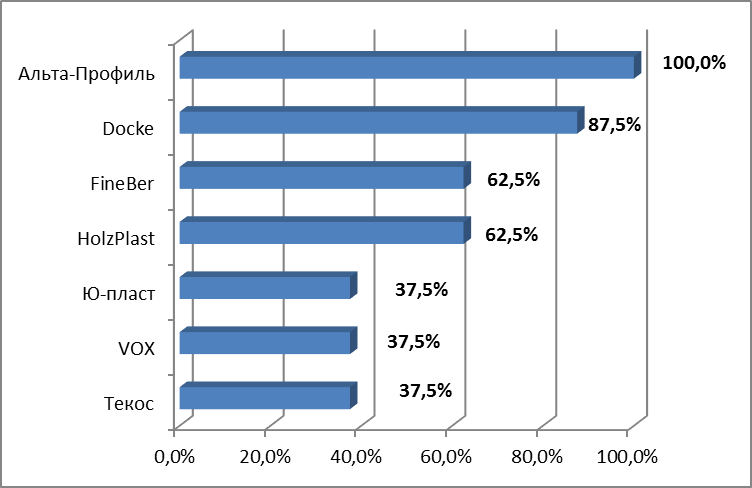 Альта-Профиль 100,0%
Docke 87,5%
FineBer 62,5%
HolzPlast 62,5%
Ю-пласт 37,5%
VOX 37,5%
Текос 37,5%
0,0% 20,0% 40,0% 60,0% 80,0% 100,0%